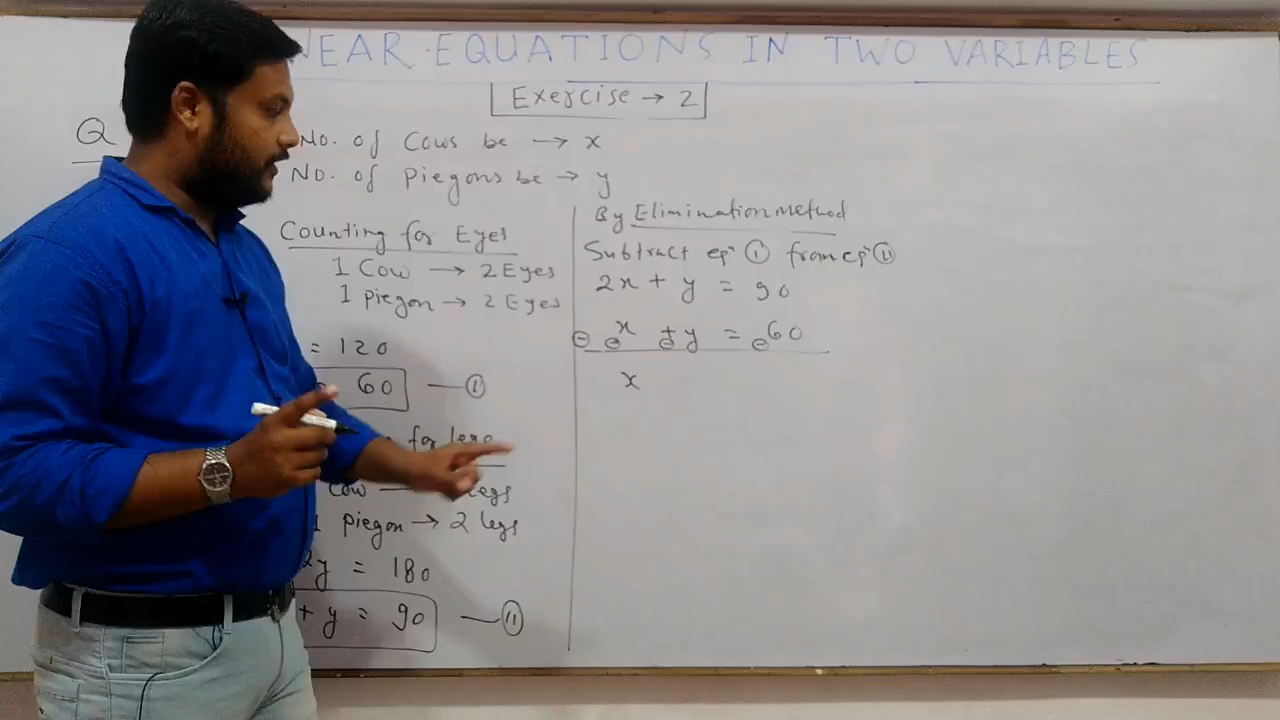 NEAR EQUATIONS IN TWO VARIABLES
Exercise → 2
Q
No. of Cows be → x
No. of Piegons be → y
Counting for Eyes
1 Cow → 2 Eyes
1 piegon → 2 Eyes
= 120
60 — ①
for legs
Cow — legs
1 piegon → 2 legs
2y = 180
+ y = 90 — ⑪
By Elimination Method
Subtract eqⁿ ① from eqⁿ ⑪
2x + y = 90
⊖ x + y = 60
x